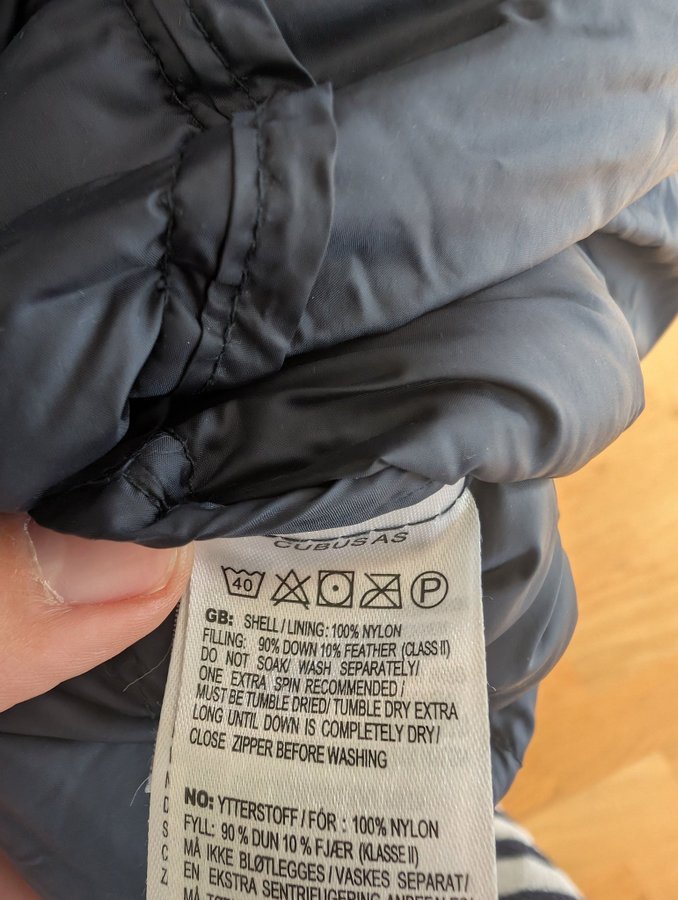 CUBUS AS
40 P
GB: SHELL / LINING: 100% NYLON
FILLING: 90% DOWN 10% FEATHER (CLASS II)
DO NOT SOAK/ WASH SEPARATELY/
ONE EXTRA SPIN RECOMMENDED /
MUST BE TUMBLE DRIED/ TUMBLE DRY EXTRA
LONG UNTIL DOWN IS COMPLETELY DRY/
CLOSE ZIPPER BEFORE WASHING
NO: YTTERSTOFF / FÓR : 100% NYLON
FYLL: 90 % DUN 10 % FJÆR (KLASSE II)
MÅ IKKE BLØTLEGGES / VASKES SEPARAT/
EN EKSTRA SENTRIFUGERING ANBEFALES/